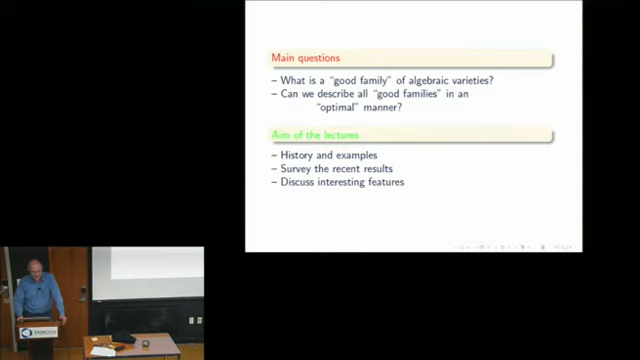 Main questions
– What is a "good family" of algebraic varieties?
– Can we describe all "good families" in an
"optimal" manner?
Aim of the lectures
– History and examples
– Survey the recent results
– Discuss interesting features